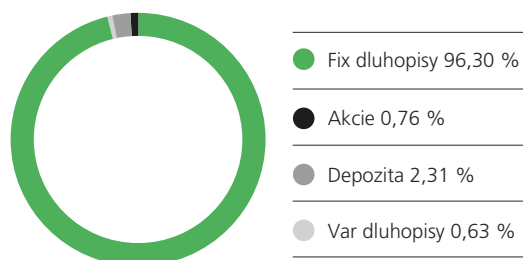 Fix dluhopisy 96,30 %
Akcie 0,76 %
Depozita 2,31 %
Var dluhopisy 0,63 %